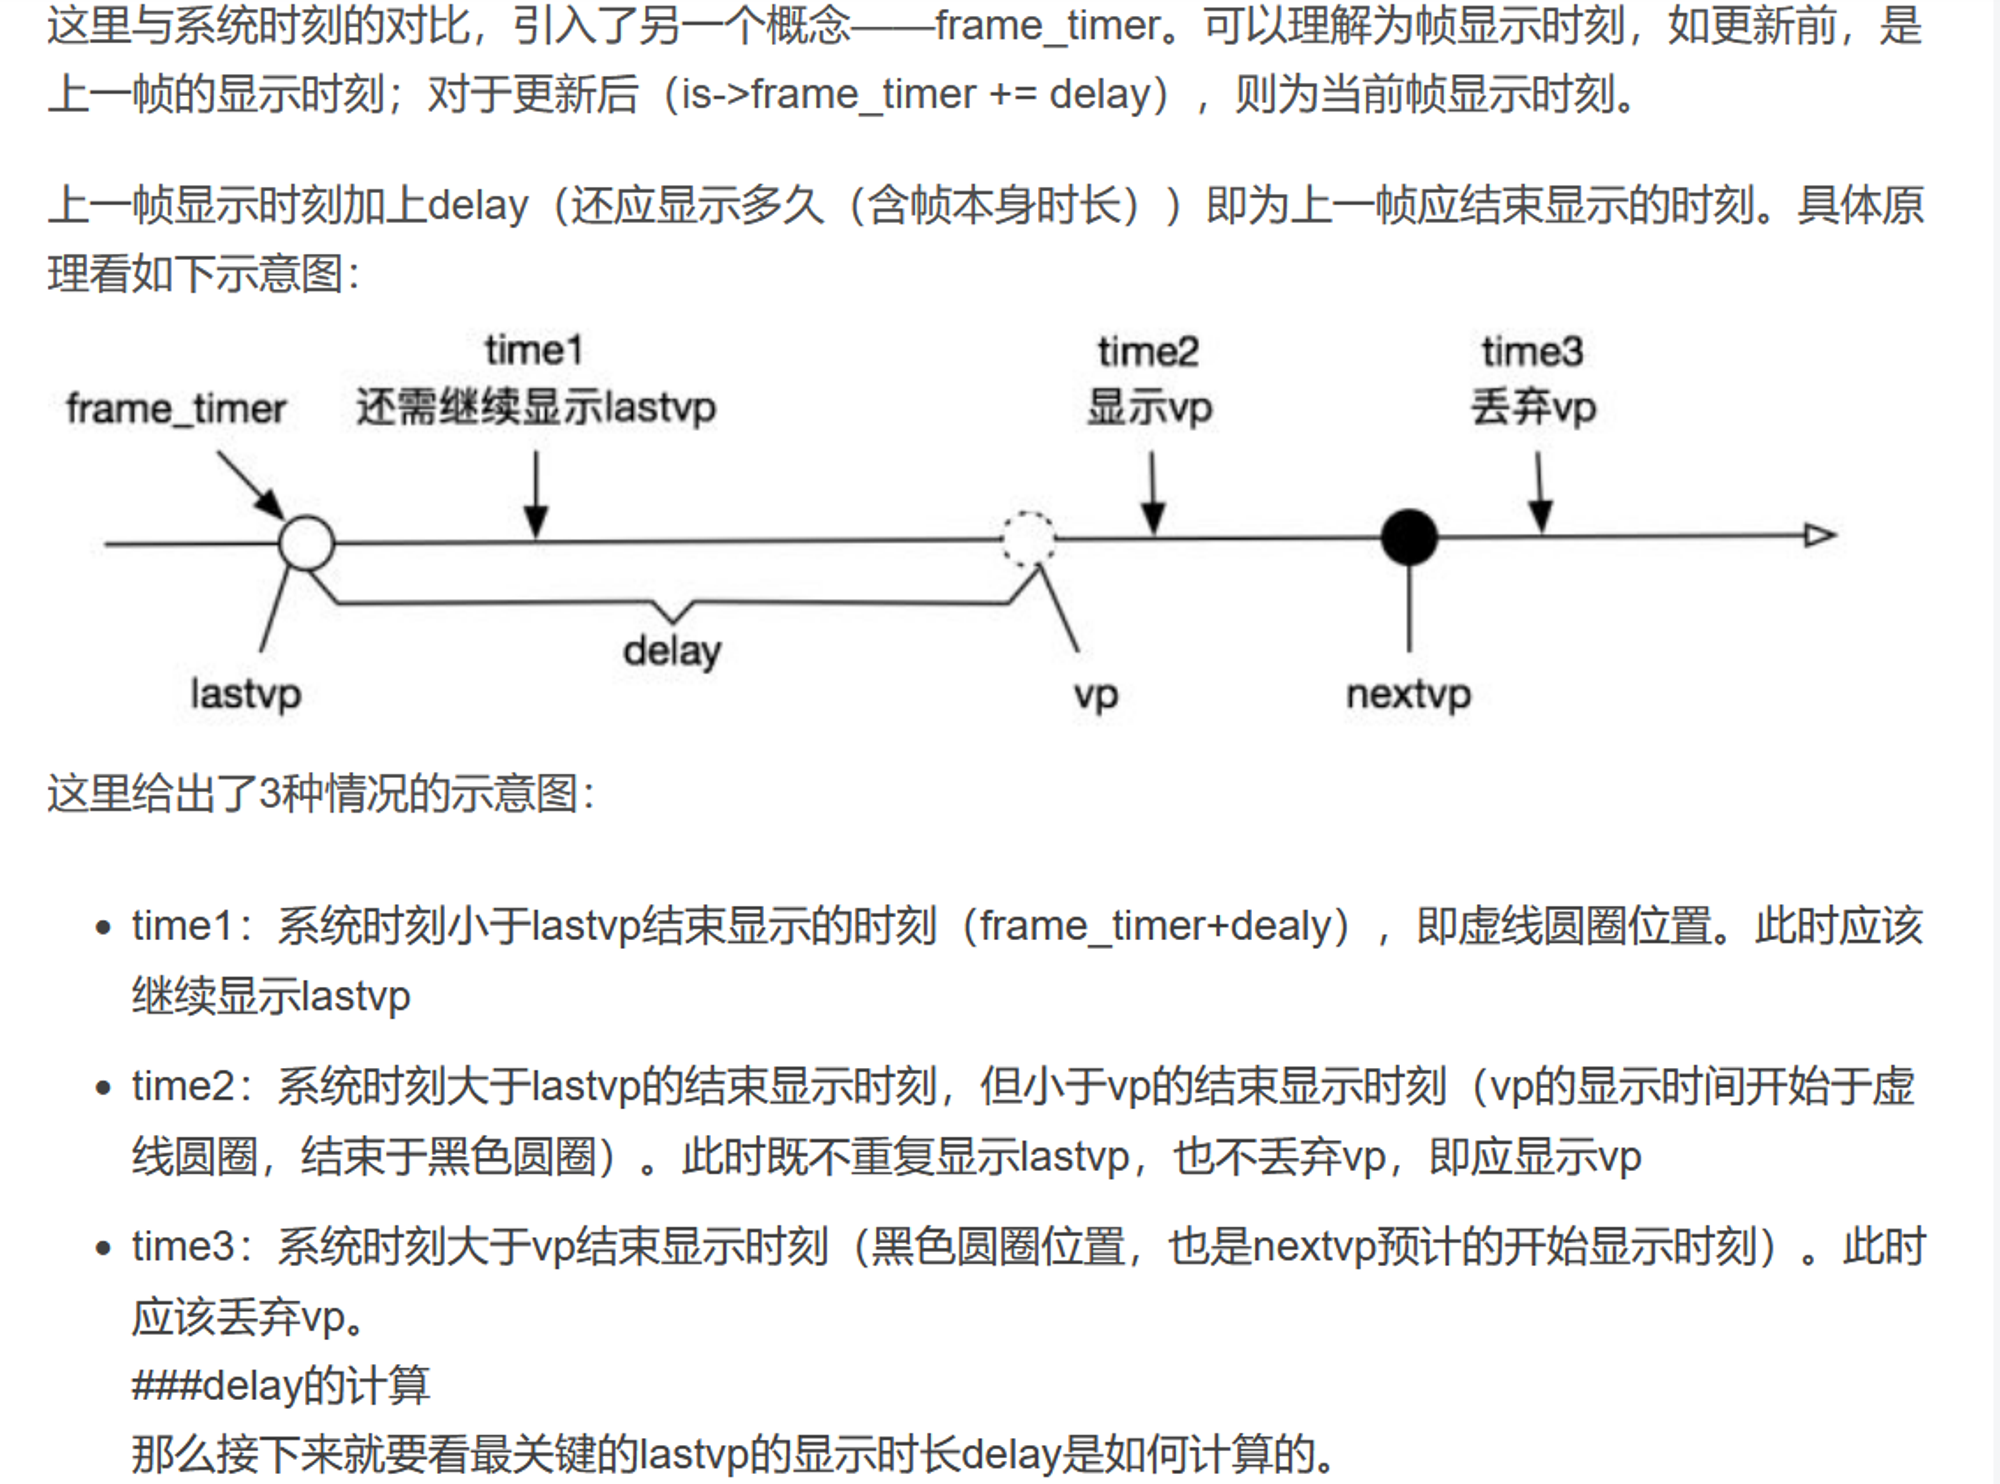 这里与系统时刻的对比，引入了另一个概念——frame_timer。可以理解为帧显示时刻，如更新前，是
上一帧的显示时刻；对于更新后（is->frame_timer += delay），则为当前帧显示时刻。
上一帧显示时刻加上delay（还应显示多久（含帧本身时长））即为上一帧应结束显示的时刻。具体原
理看如下示意图：
time1
time2
time3
frame_timer
还需继续显示lastvp
显示vp
丢弃vp
delay
lastvp
vp
nextvp
这里给出了3种情况的示意图：
• time1：系统时刻小于lastvp结束显示的时刻（frame_timer+dealy），即虚线圆圈位置。此时应该
继续显示lastvp
• time2：系统时刻大于lastvp的结束显示时刻，但小于vp的结束显示时刻（vp的显示时间开始于虚
线圆圈，结束于黑色圆圈）。此时既不重复显示lastvp，也不丢弃vp，即应显示vp
• time3：系统时刻大于vp结束显示时刻（黑色圆圈位置，也是nextvp预计的开始显示时刻）。此时
应该丢弃vp。
###delay的计算
那么接下来就要看最关键的lastvp的显示时长delay是如何计算的。